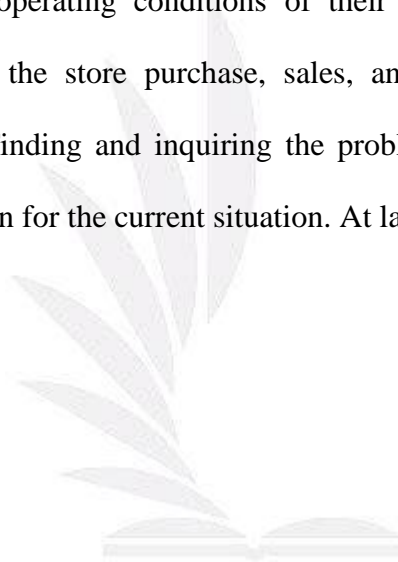 operating conditions of their
the store purchase, sales, an
inding and inquiring the probl
n for the current situation. At la